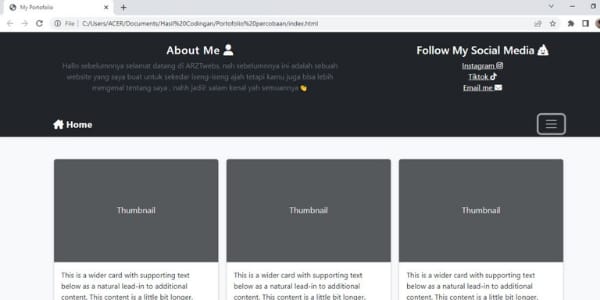 My Portofolio
File | C:/Users/ACER/Documents/Hasil%20Codingan/Portofolio%20percobaan/index.html
About Me
Hallo sebelumnnya selamat datang di ARZTwebs, nah sebelumnnya ini adalah sebuah
website yang saya buat untuk sekedar iseng-iseng ajah tetapi kamu juga bisa lebih
mengenal tentang saya , nahh jadi! salam kenal yah semuannya 👏
Follow My Social Media
Instagram
Tiktok
Email me
Home
Thumbnail
Thumbnail
Thumbnail
This is a wider card with supporting text
below as a natural lead-in to additional
content. This content is a little bit longer.
This is a wider card with supporting text
below as a natural lead-in to additional
content. This content is a little bit longer.
This is a wider card with supporting text
below as a natural lead-in to additional
content. This content is a little bit longer.